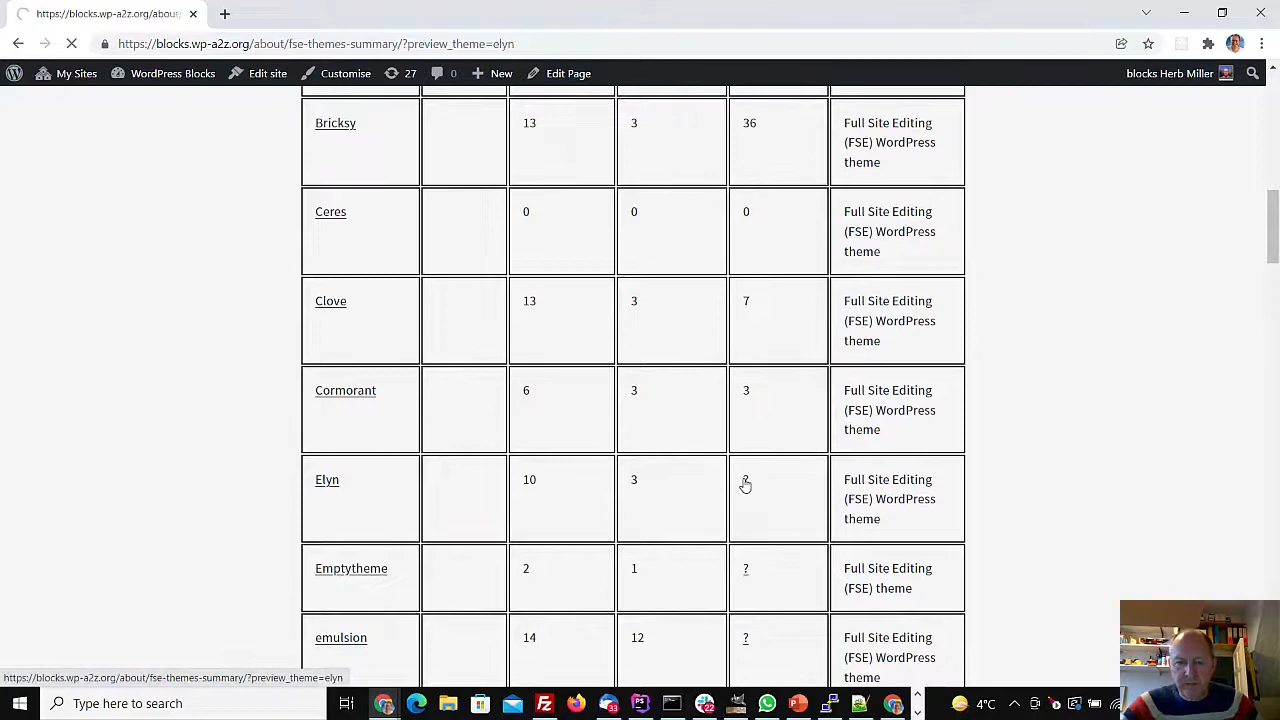 https://blocks.wp-a2z.org/about/
https://blocks.wp-a2z.org/about/fse-themes-summary/?preview_theme=elyn
My Sites WordPress Blocks Edit site Customise 27 0 New Edit Page blocks Herb Miller
Bricksy 13 3 36 Full Site Editing
(FSE) WordPress
theme
Ceres 0 0 0 Full Site Editing
(FSE) WordPress
theme
Clove 13 3 7 Full Site Editing
(FSE) WordPress
theme
Cormorant 6 3 3 Full Site Editing
(FSE) WordPress
theme
Elyn 10 3 ? Full Site Editing
(FSE) WordPress
theme
Emptytheme 2 1 ? Full Site Editing
(FSE) theme
emulsion 14 12 ? Full Site Editing
(FSE) WordPress
theme
https://blocks.wp-a2z.org/about/fse-themes-summary/?preview_theme=elyn
Type here to search 33 22 4°C